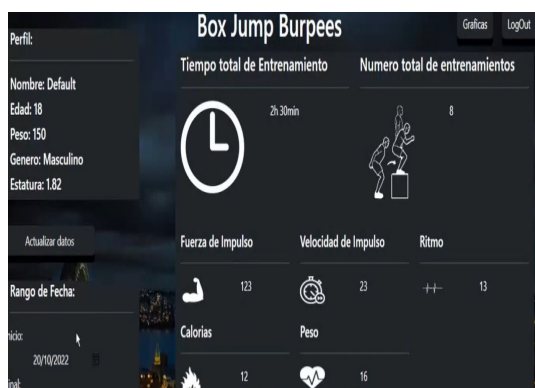 Box Jump Burpees
Graficas
LogOut
Perfil:
Nombre: Default
Edad: 18
Peso: 150
Genero: Masculino
Estatura: 1.82
Actualizar datos
Rango de Fecha:
nicio:
20/10/2022
inal:
Tiempo total de Entrenamiento
2h 30min
Numero total de entrenamientos
8
Fuerza de Impulso
123
Velocidad de Impulso
23
Ritmo
13
Calorias
12
Peso
16